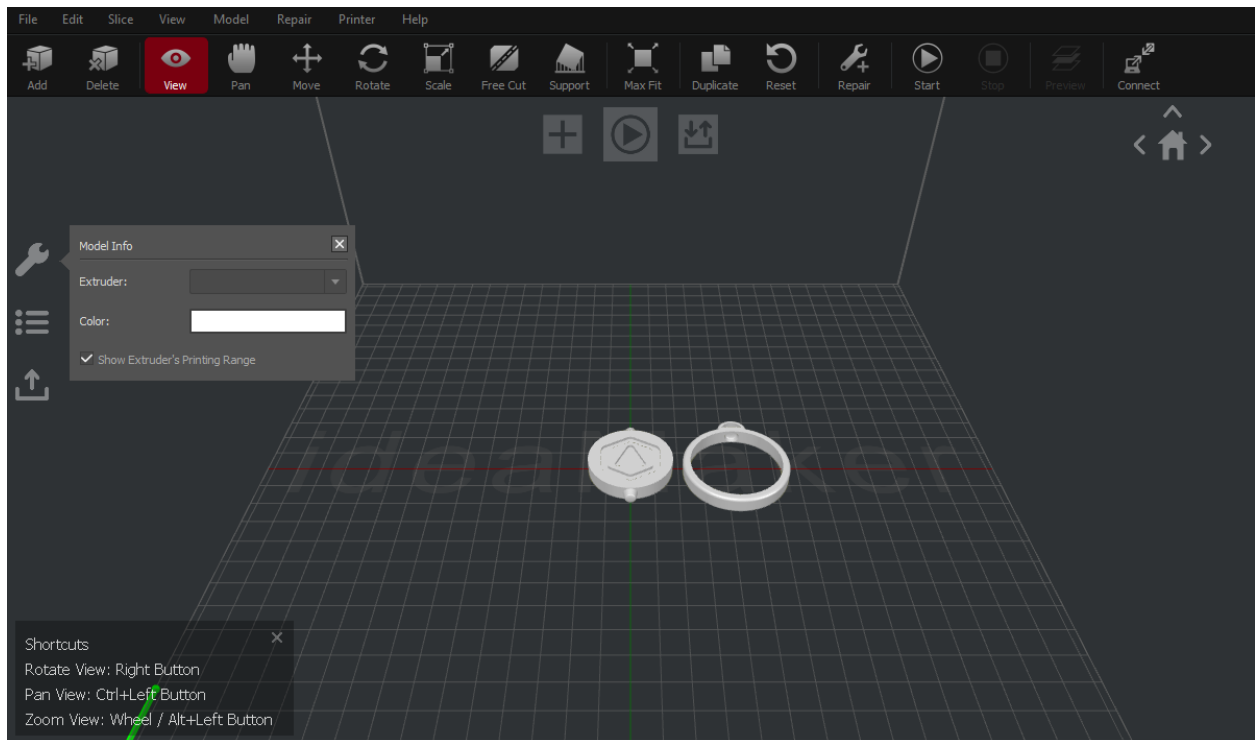 File Edit Slice View Model Repair Printer Help
Add Delete View Pan Move Rotate Scale Free Cut Support Max Fit Duplicate Reset Repair Start Stop Preview Connect
Model Info
Extruder:
Color:
Show Extruder's Printing Range
ideaMaker
Shortcuts
Rotate View: Right Button
Pan View: Ctrl+Left Button
Zoom View: Wheel / Alt+Left Button